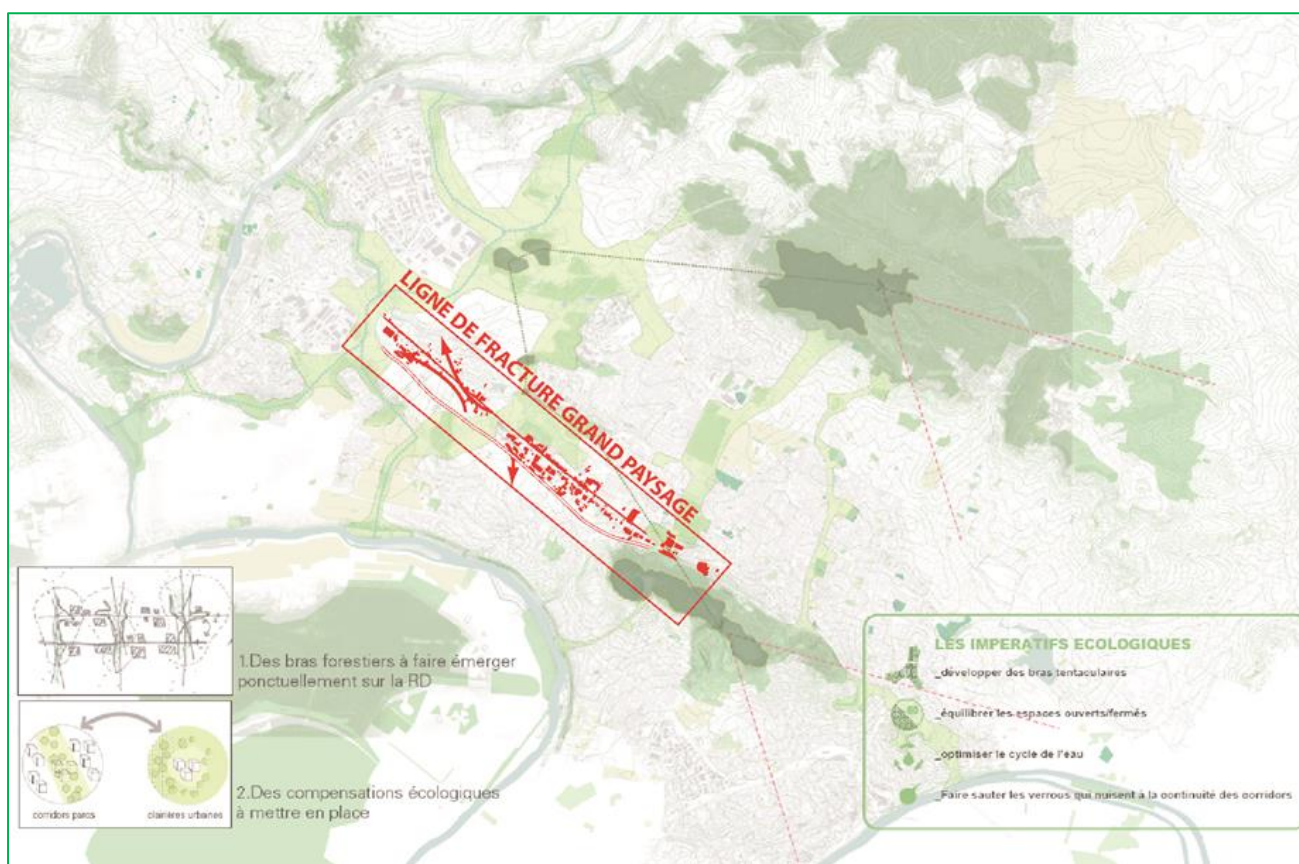 LIGNE DE FRACTURE GRAND PAYSAGE
1.Des bras forestiers à faire émerger
ponctuellement sur la RD
corridors parcs
clairières urbaines
2.Des compensations écologiques
à mettre en place
LES IMPERATIFS ECOLOGIQUES
_développer des bras tentaculaires
_équilibrer les espaces ouverts/fermés
_optimiser le cycle de l'eau
_Faire sauter les verrous qui nuisent à la continuité des corridors